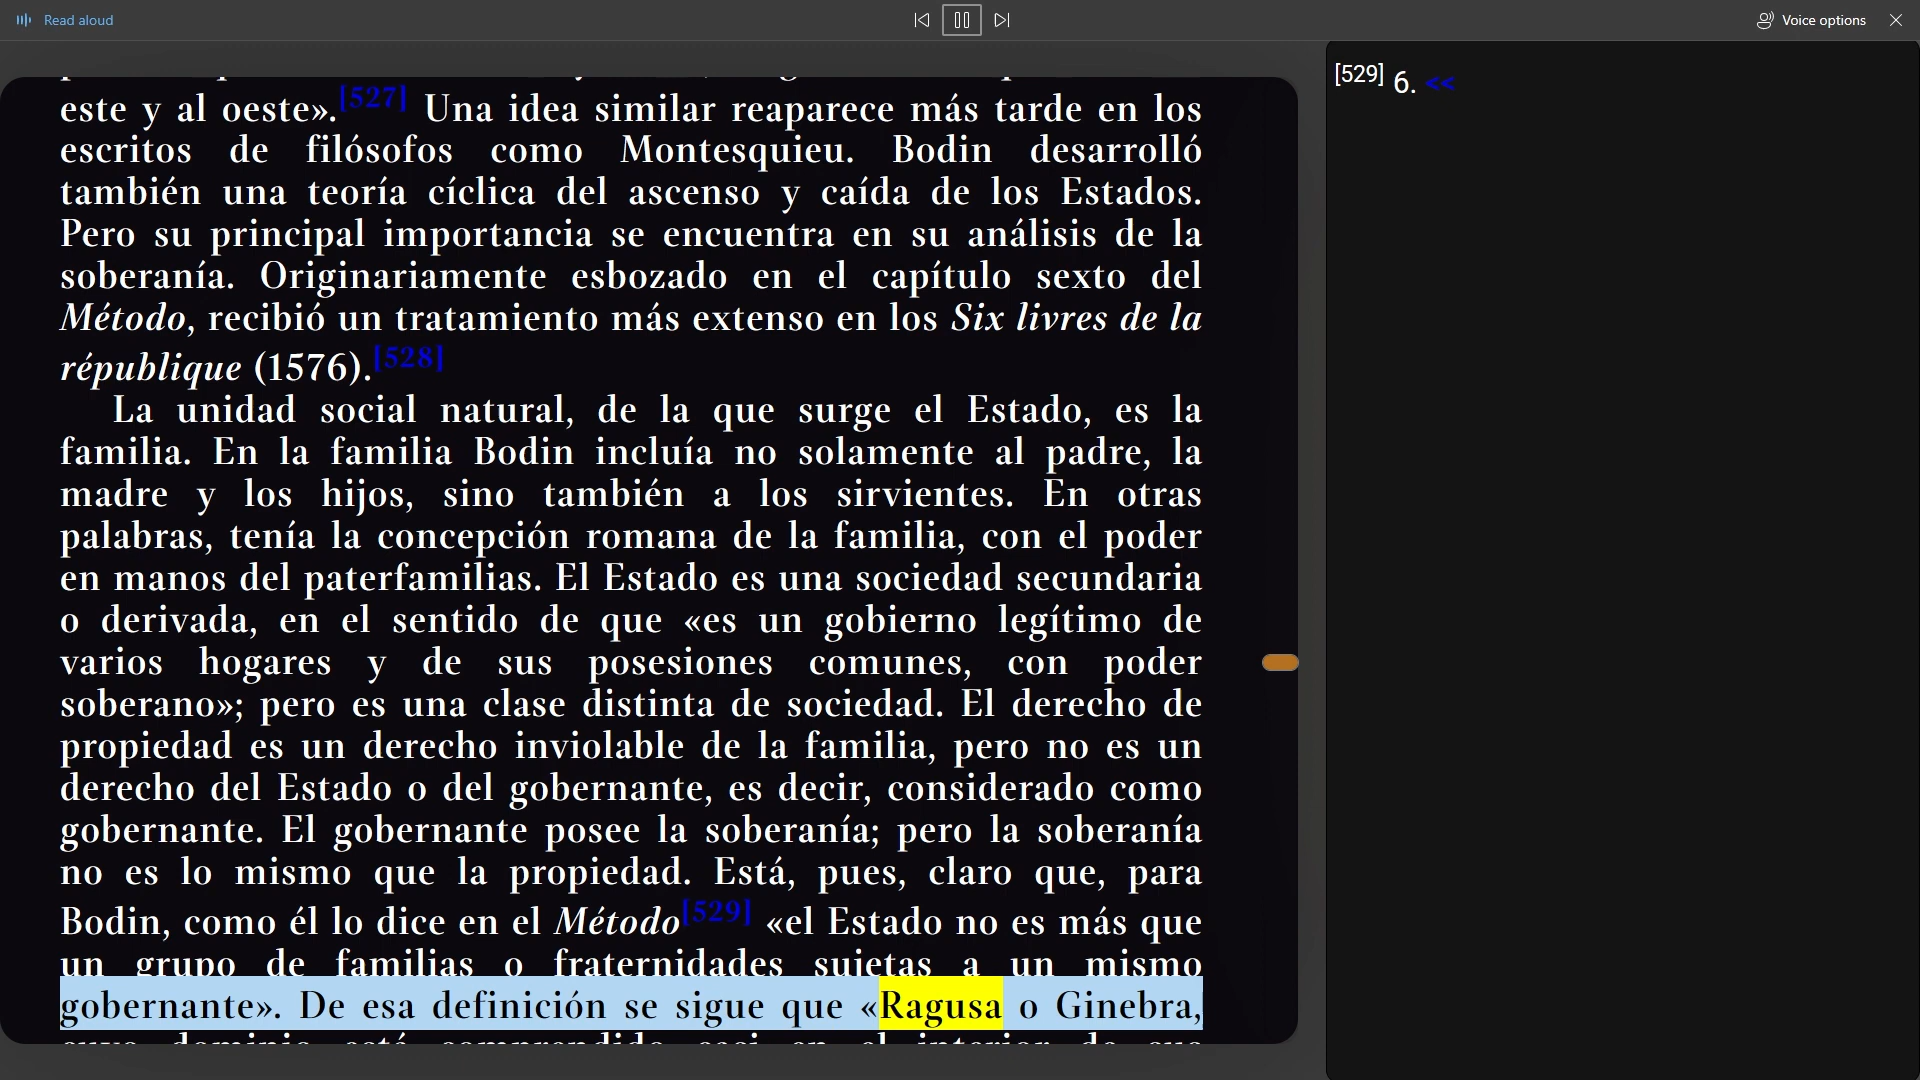 Read aloud
Voice options
este y al oeste».[527] Una idea similar reaparece más tarde en los
escritos de filósofos como Montesquieu. Bodin desarrolló
también una teoría cíclica del ascenso y caída de los Estados.
Pero su principal importancia se encuentra en su análisis de la
soberanía. Originariamente esbozado en el capítulo sexto del
Método, recibió un tratamiento más extenso en los Six livres de la
république (1576).[528]
La unidad social natural, de la que surge el Estado, es la
familia. En la familia Bodin incluía no solamente al padre, la
madre y los hijos, sino también a los sirvientes. En otras
palabras, tenía la concepción romana de la familia, con el poder
en manos del paterfamilias. El Estado es una sociedad secundaria
o derivada, en el sentido de que «es un gobierno legítimo de
varios hogares y de sus posesiones comunes, con poder
soberano»; pero es una clase distinta de sociedad. El derecho de
propiedad es un derecho inviolable de la familia, pero no es un
derecho del Estado o del gobernante, es decir, considerado como
gobernante. El gobernante posee la soberanía; pero la soberanía
no es lo mismo que la propiedad. Está, pues, claro que, para
Bodin, como él lo dice en el Método[529] «el Estado no es más que
un grupo de familias o fraternidades sujetas a un mismo
gobernante». De esa definición se sigue que «Ragusa o Ginebra,
cuyo dominio está comprendido casi en el interior de sus
[529] 6. <<